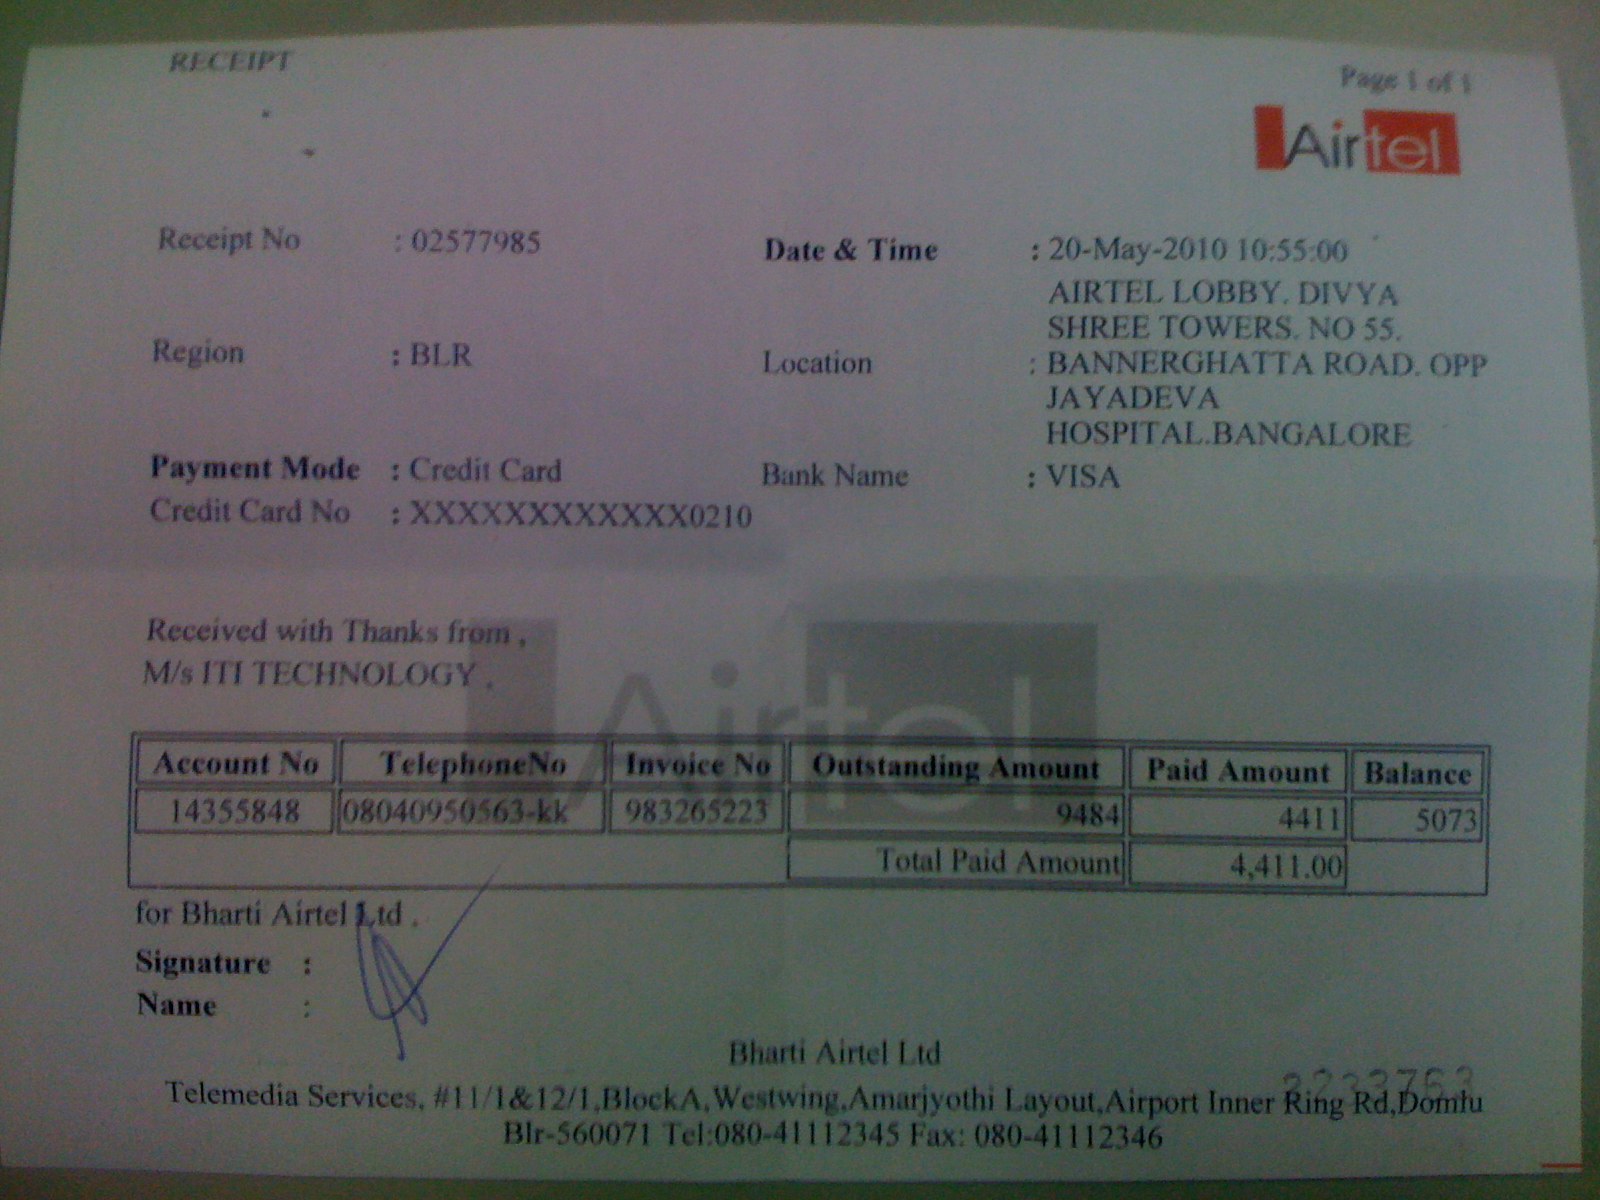 RECEIPT Page 1 of 1
Airtel
Receipt No : 02577985 Date & Time : 20-May-2010 10:55:00
Region : BLR Location : AIRTEL LOBBY. DIVYA
SHREE TOWERS. NO 55.
BANNERGHATTA ROAD. OPP
JAYADEVA
HOSPITAL.BANGALORE
Payment Mode : Credit Card Bank Name : VISA
Credit Card No : XXXXXXXXXXXX0210
Received with Thanks from ,
M/s ITI TECHNOLOGY .
Airtel
Account No TelephoneNo Invoice No Outstanding Amount Paid Amount Balance
14355848 08040950563-kk 983265223 9484 4411 5073
Total Paid Amount 4,411.00
for Bharti Airtel Ltd .
Signature :
Name :
Bharti Airtel Ltd
Telemedia Services, #11/1&12/1,BlockA,Westwing,Amarjyothi Layout,Airport Inner Ring Rd,Domlu
Blr-560071 Tel:080-41112345 Fax: 080-41112346